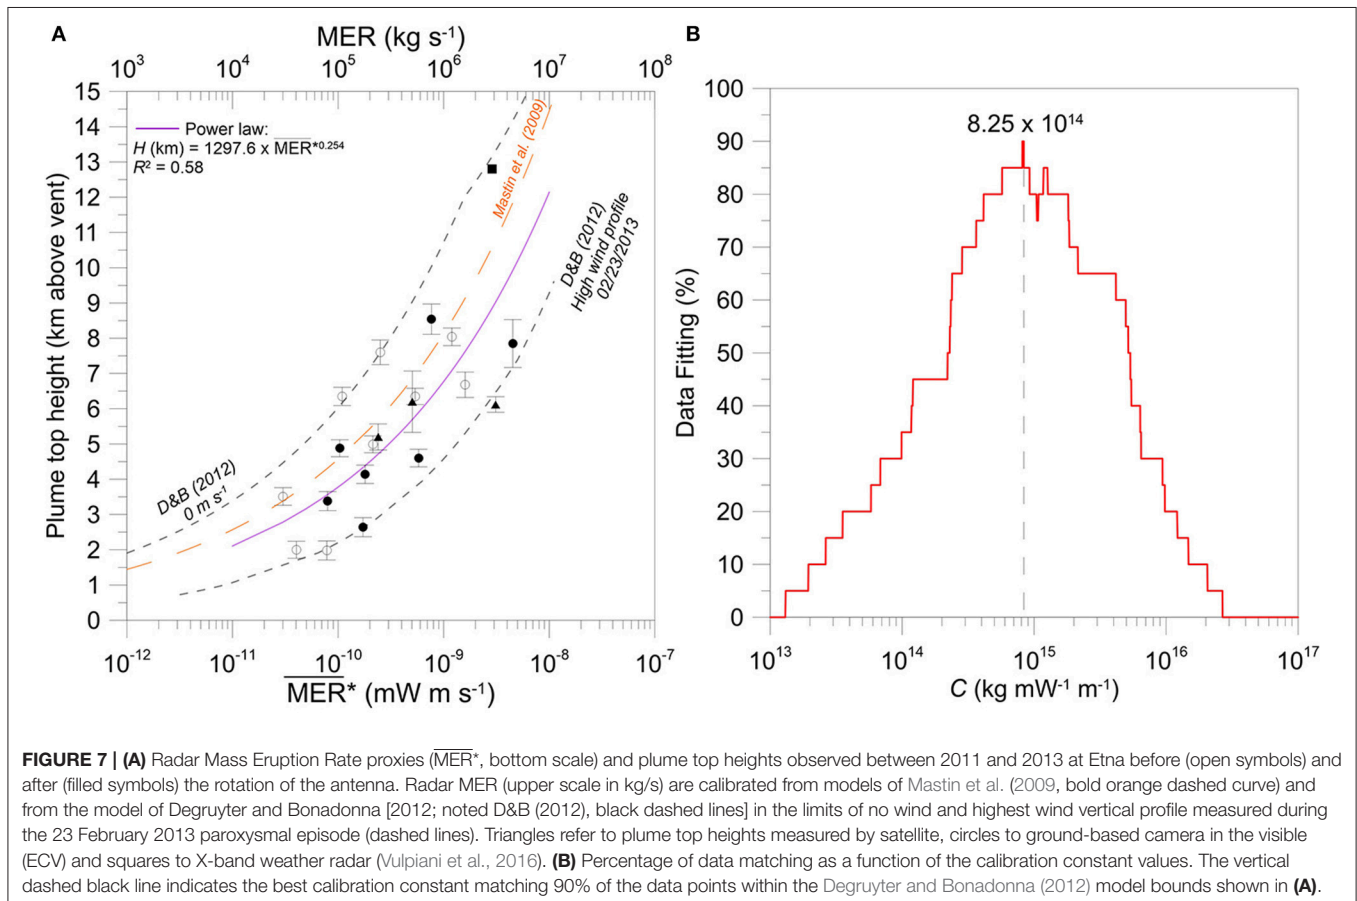 A
MER (kg s⁻¹)
10³ 10⁴ 10⁵ 10⁶ 10⁷ 10⁸
15
14
13
12
11
10
9
8
7
6
5
4
3
2
1
0
Plume top height (km above vent)
Power law:
H (km) = 1297.6 x MER*⁰·²⁵⁴
R² = 0.58
Mastin et al. (2009)
D&B (2012)
High wind profile
02/23/2013
D&B (2012)
0 m s⁻¹
10⁻¹² 10⁻¹¹ 10⁻¹⁰ 10⁻⁹ 10⁻⁸ 10⁻⁷
MER* (mW m s⁻¹)
B
100
90
80
70
60
50
40
30
20
10
0
Data Fitting (%)
8.25 x 10¹⁴
10¹³ 10¹⁴ 10¹⁵ 10¹⁶ 10¹⁷
C (kg mW⁻¹ m⁻¹)
FIGURE 7 | (A) Radar Mass Eruption Rate proxies (MER*, bottom scale) and plume top heights observed between 2011 and 2013 at Etna before (open symbols) and
after (filled symbols) the rotation of the antenna. Radar MER (upper scale in kg/s) are calibrated from models of Mastin et al. (2009, bold orange dashed curve) and
from the model of Degruyter and Bonadonna [2012; noted D&B (2012), black dashed lines] in the limits of no wind and highest wind vertical profile measured during
the 23 February 2013 paroxysmal episode (dashed lines). Triangles refer to plume top heights measured by satellite, circles to ground-based camera in the visible
(ECV) and squares to X-band weather radar (Vulpiani et al., 2016). (B) Percentage of data matching as a function of the calibration constant values. The vertical
dashed black line indicates the best calibration constant matching 90% of the data points within the Degruyter and Bonadonna (2012) model bounds shown in (A).